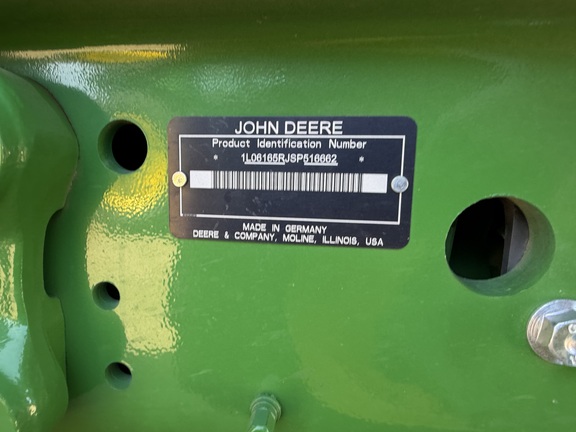 JOHN DEERE
Product Identification Number
* 1L06165RJSP516662 *
MADE IN GERMANY
DEERE & COMPANY, MOLINE, ILLINOIS, USA